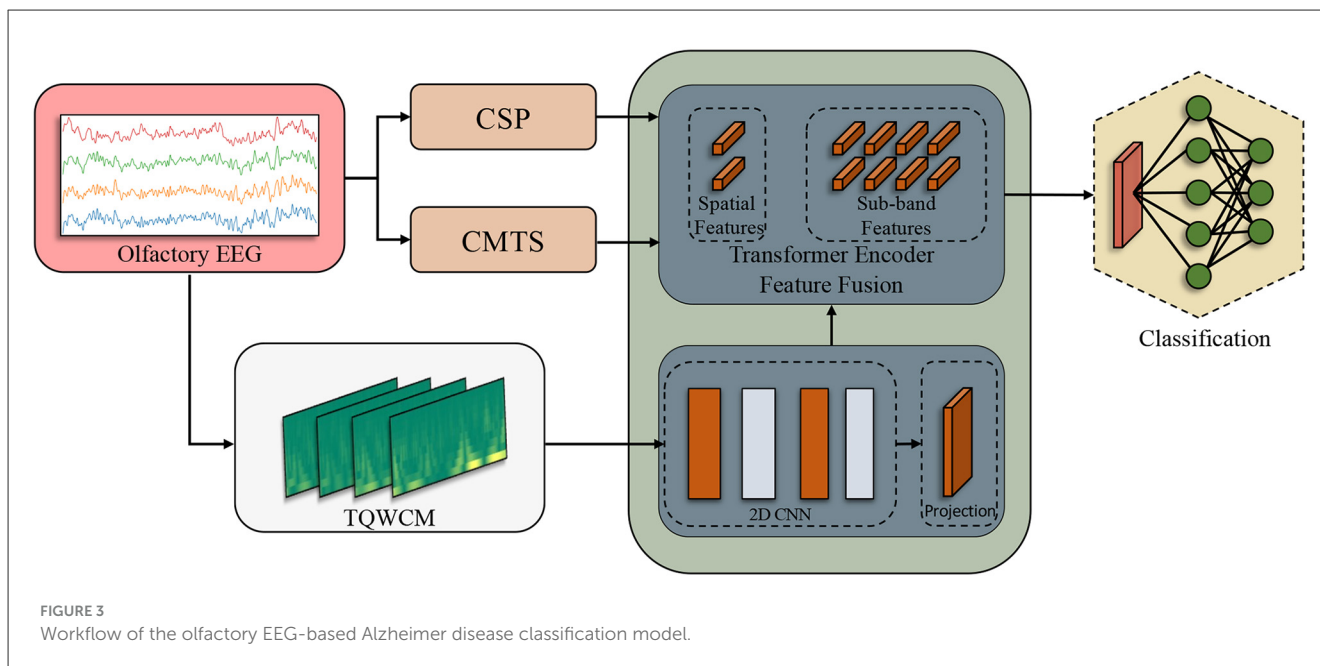 Olfactory EEG
CSP
CMTS
Spatial
Features
Sub-band
Features
Transformer Encoder
Feature Fusion
Classification
TQWCM
2D CNN
Projection
FIGURE 3
Workflow of the olfactory EEG-based Alzheimer disease classification model.